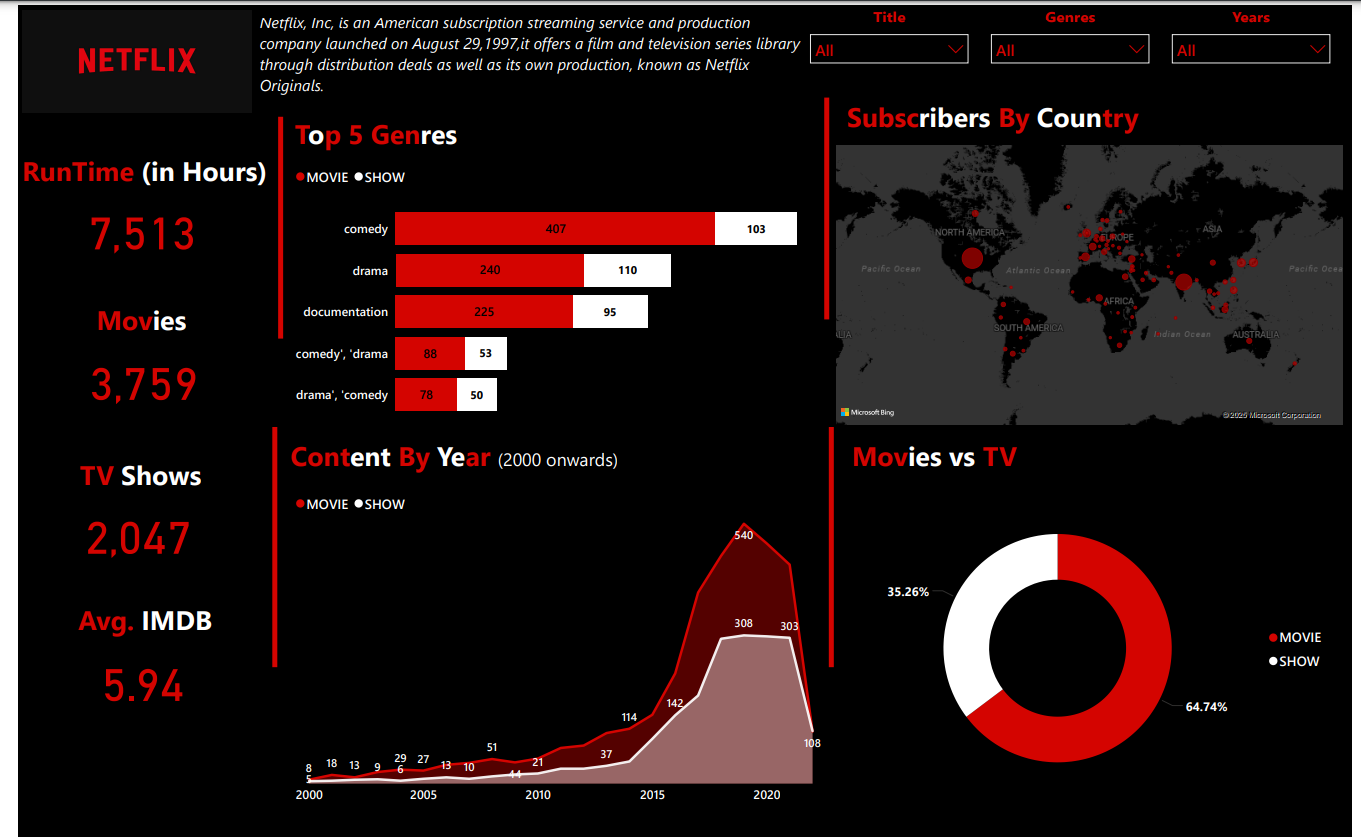 NETFLIX
Netflix, Inc, is an American subscription streaming service and production
company launched on August 29,1997,it offers a film and television series library
through distribution deals as well as its own production, known as Netflix
Originals.
Title
All
Genres
All
Years
All
RunTime (in Hours)
7,513
Movies
3,759
TV Shows
2,047
Avg. IMDB
5.94
Top 5 Genres
MOVIE SHOW
comedy 407 103
drama 240 110
documentation 225 95
comedy', 'drama 88 53
drama', 'comedy 78 50
Subscribers By Country
NORTH AMERICA
EUROPE
ASIA
Pacific Ocean
Atlantic Ocean
Pacific Ocea
AFRICA
SOUTH AMERICA
Indian Ocean
AUSTRALIA
ALIA
Microsoft Bing
© 2025 Microsoft Corporation
Content By Year (2000 onwards)
MOVIE SHOW
540
308
303
142
114
108
51
37
44
21
29
27
18
13
9
13
10
8
6
5
2000 2005 2010 2015 2020
Movies vs TV
35.26%
64.74%
MOVIE
SHOW